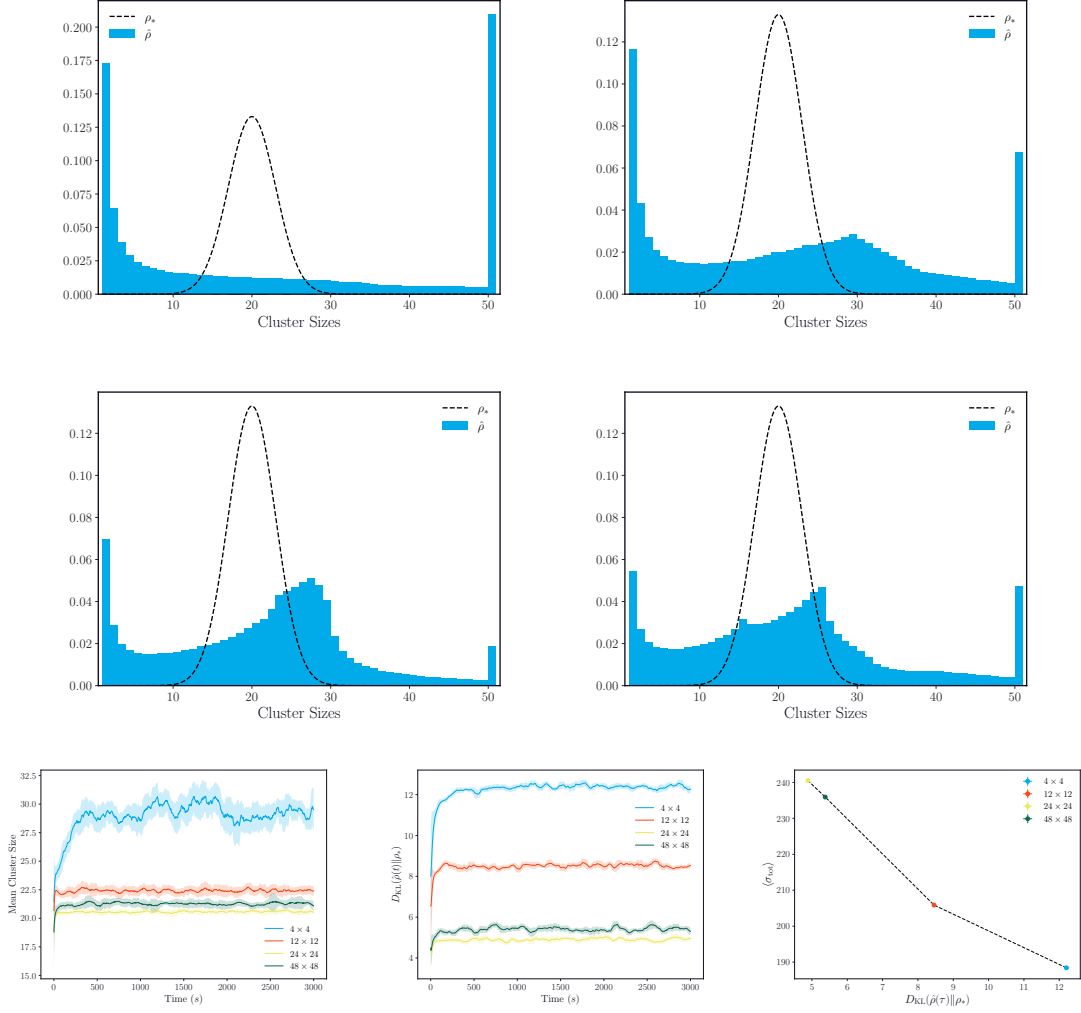 0.200
0.175
0.150
0.125
0.100
0.075
0.050
0.025
0.000
10 20 30 40 50
Cluster Sizes
ρ*
ρ̂
0.12
0.10
0.08
0.06
0.04
0.02
0.00
10 20 30 40 50
Cluster Sizes
ρ*
ρ̂
0.12
0.10
0.08
0.06
0.04
0.02
0.00
10 20 30 40 50
Cluster Sizes
ρ*
ρ̂
0.12
0.10
0.08
0.06
0.04
0.02
0.00
10 20 30 40 50
Cluster Sizes
ρ*
ρ̂
Mean Cluster Size
32.5
30.0
27.5
25.0
22.5
20.0
17.5
15.0
0 500 1000 1500 2000 2500 3000
Time (s)
4 × 4
12 × 12
24 × 24
48 × 48
D_KL(ρ̂(t)∥ρ*)
12
10
8
6
4
0 500 1000 1500 2000 2500 3000
Time (s)
4 × 4
12 × 12
24 × 24
48 × 48
⟨σ_tot⟩
240
230
220
210
200
190
5 6 7 8 9 10 11 12
D_KL(ρ̂(τ)∥ρ*)
4 × 4
12 × 12
24 × 24
48 × 48